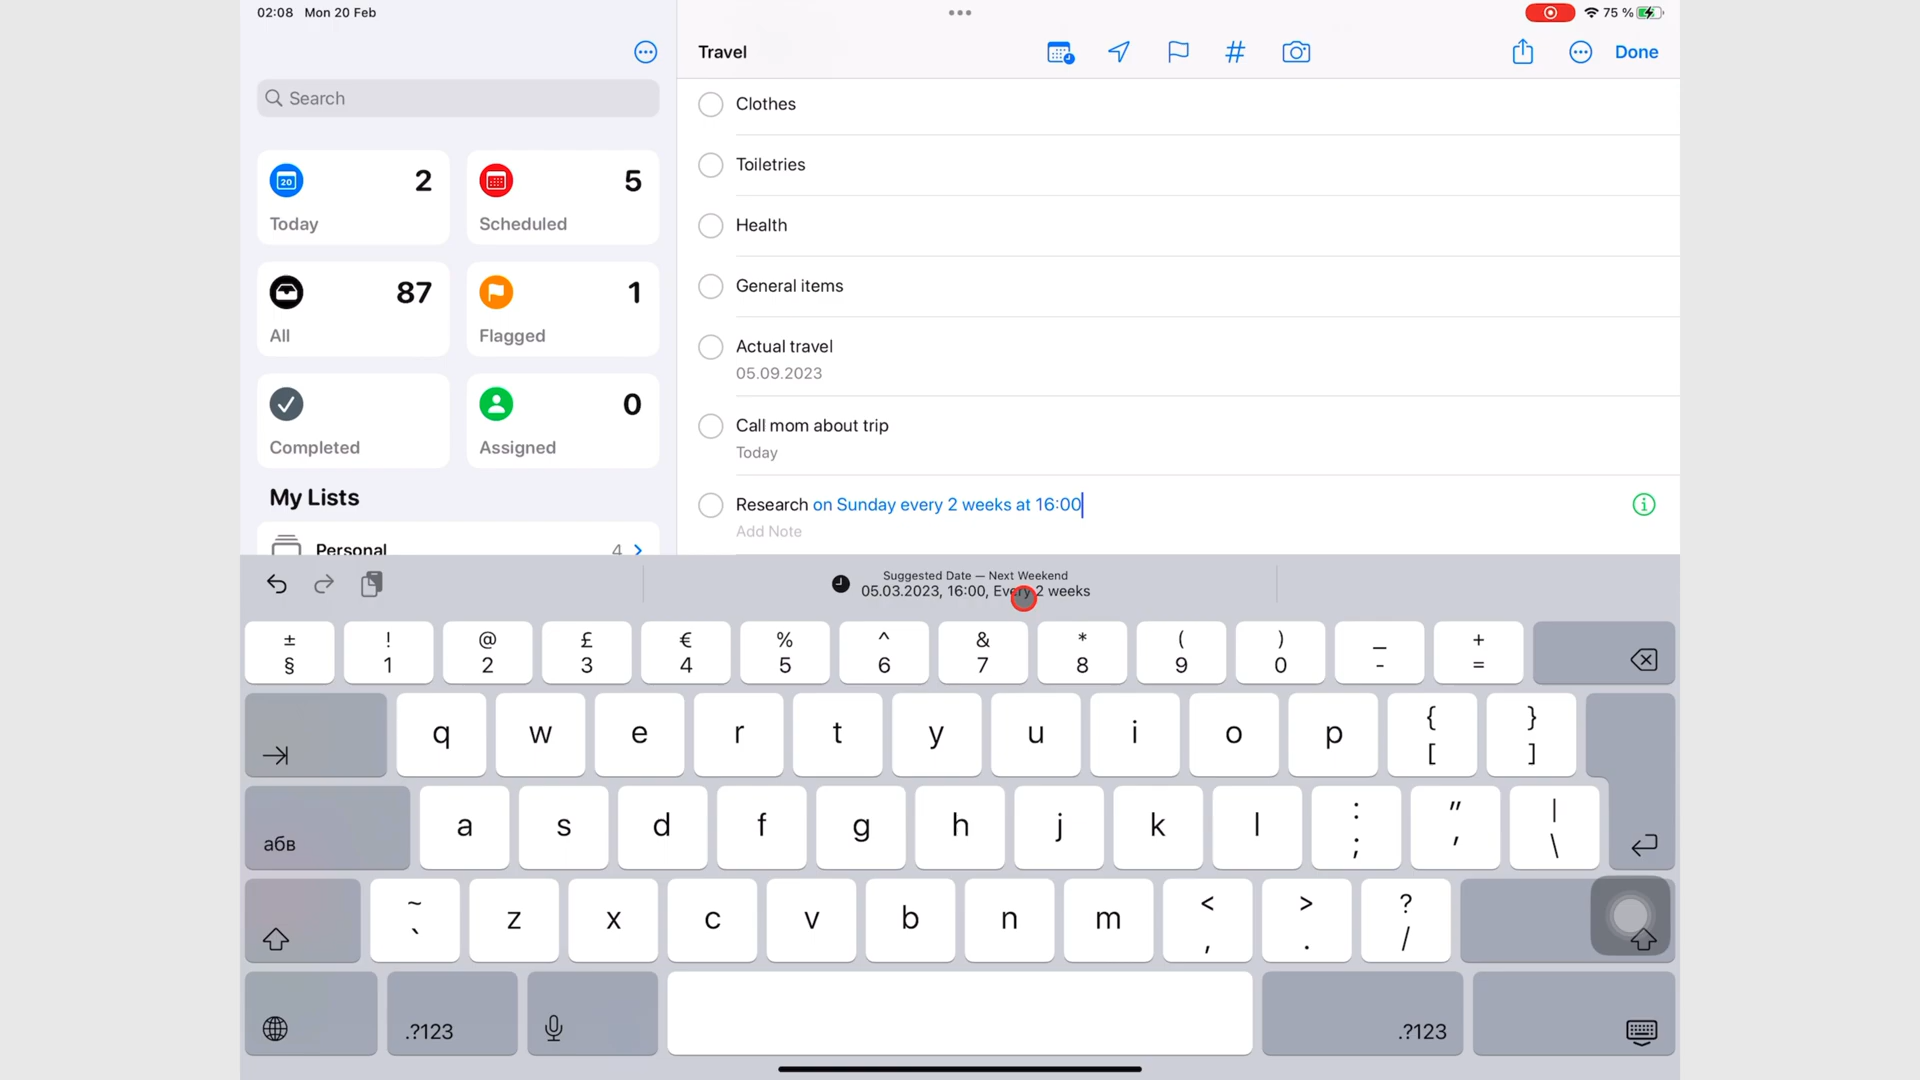 02:08 Mon 20 Feb
75 %
Travel
Done
Search
20
2
Today
5
Scheduled
87
All
1
Flagged
Completed
0
Assigned
My Lists
Personal
4
Clothes
Toiletries
Health
General items
Actual travel
05.09.2023
Call mom about trip
Today
Research on Sunday every 2 weeks at 16:00
Add Note
Suggested Date — Next Weekend
05.03.2023, 16:00, Every 2 weeks
± ! @ £ € % ^ & * ( ) _ +
§ 1 2 3 4 5 6 7 8 9 0 - =
q w e r t y u i o p { }
[ ]
абв a s d f g h j k l : " |
; ' \
~ z x c v b n m < > ?
` , . /
.?123 .?123